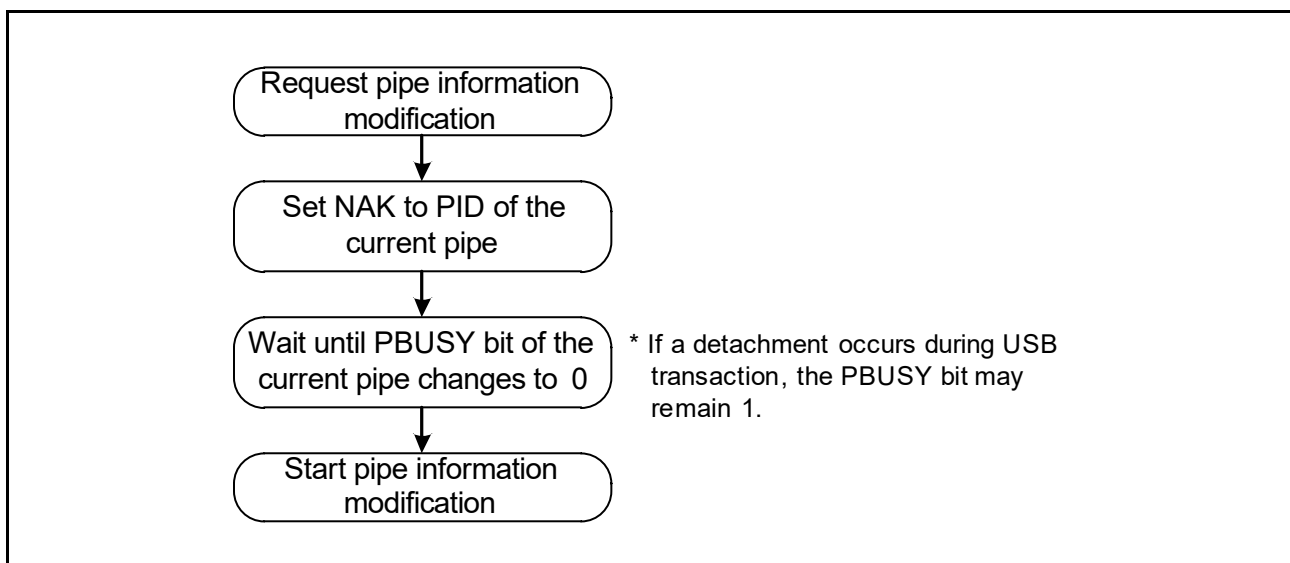 Request pipe information
modification
Set NAK to PID of the
current pipe
Wait until PBUSY bit of the
current pipe changes to 0
* If a detachment occurs during USB
transaction, the PBUSY bit may
remain 1.
Start pipe information
modification